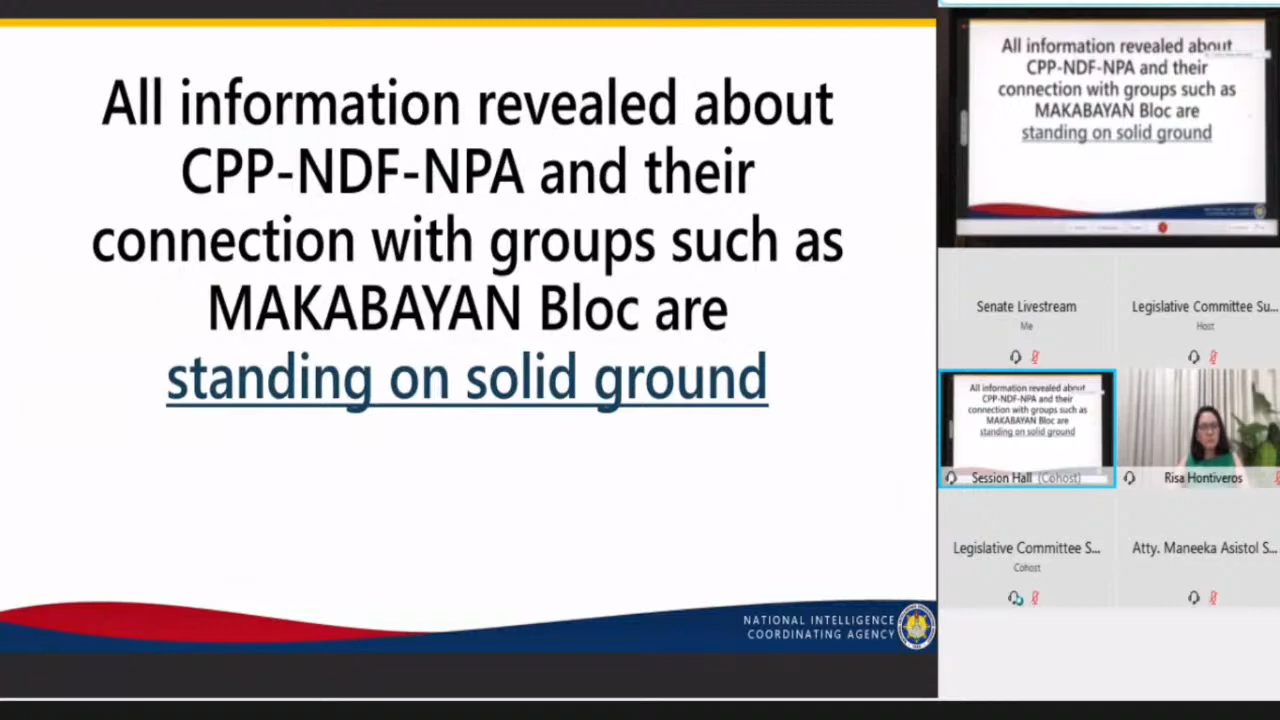 All information revealed about
CPP-NDF-NPA and their
connection with groups such as
MAKABAYAN Bloc are
standing on solid ground
NATIONAL INTELLIGENCE
COORDINATING AGENCY
All information revealed about
CPP-NDF-NPA and their
connection with groups such as
MAKABAYAN Bloc are
standing on solid ground
NATIONAL INTELLIGENCE
COORDINATING AGENCY
Senate Livestream
Me
Legislative Committee Su...
Host
All information revealed about
CPP-NDF-NPA and their
connection with groups such as
MAKABAYAN Bloc are
standing on solid ground
Session Hall (Cohost)
Risa Hontiveros
Legislative Committee S...
Cohost
Atty. Maneeka Asistol S...